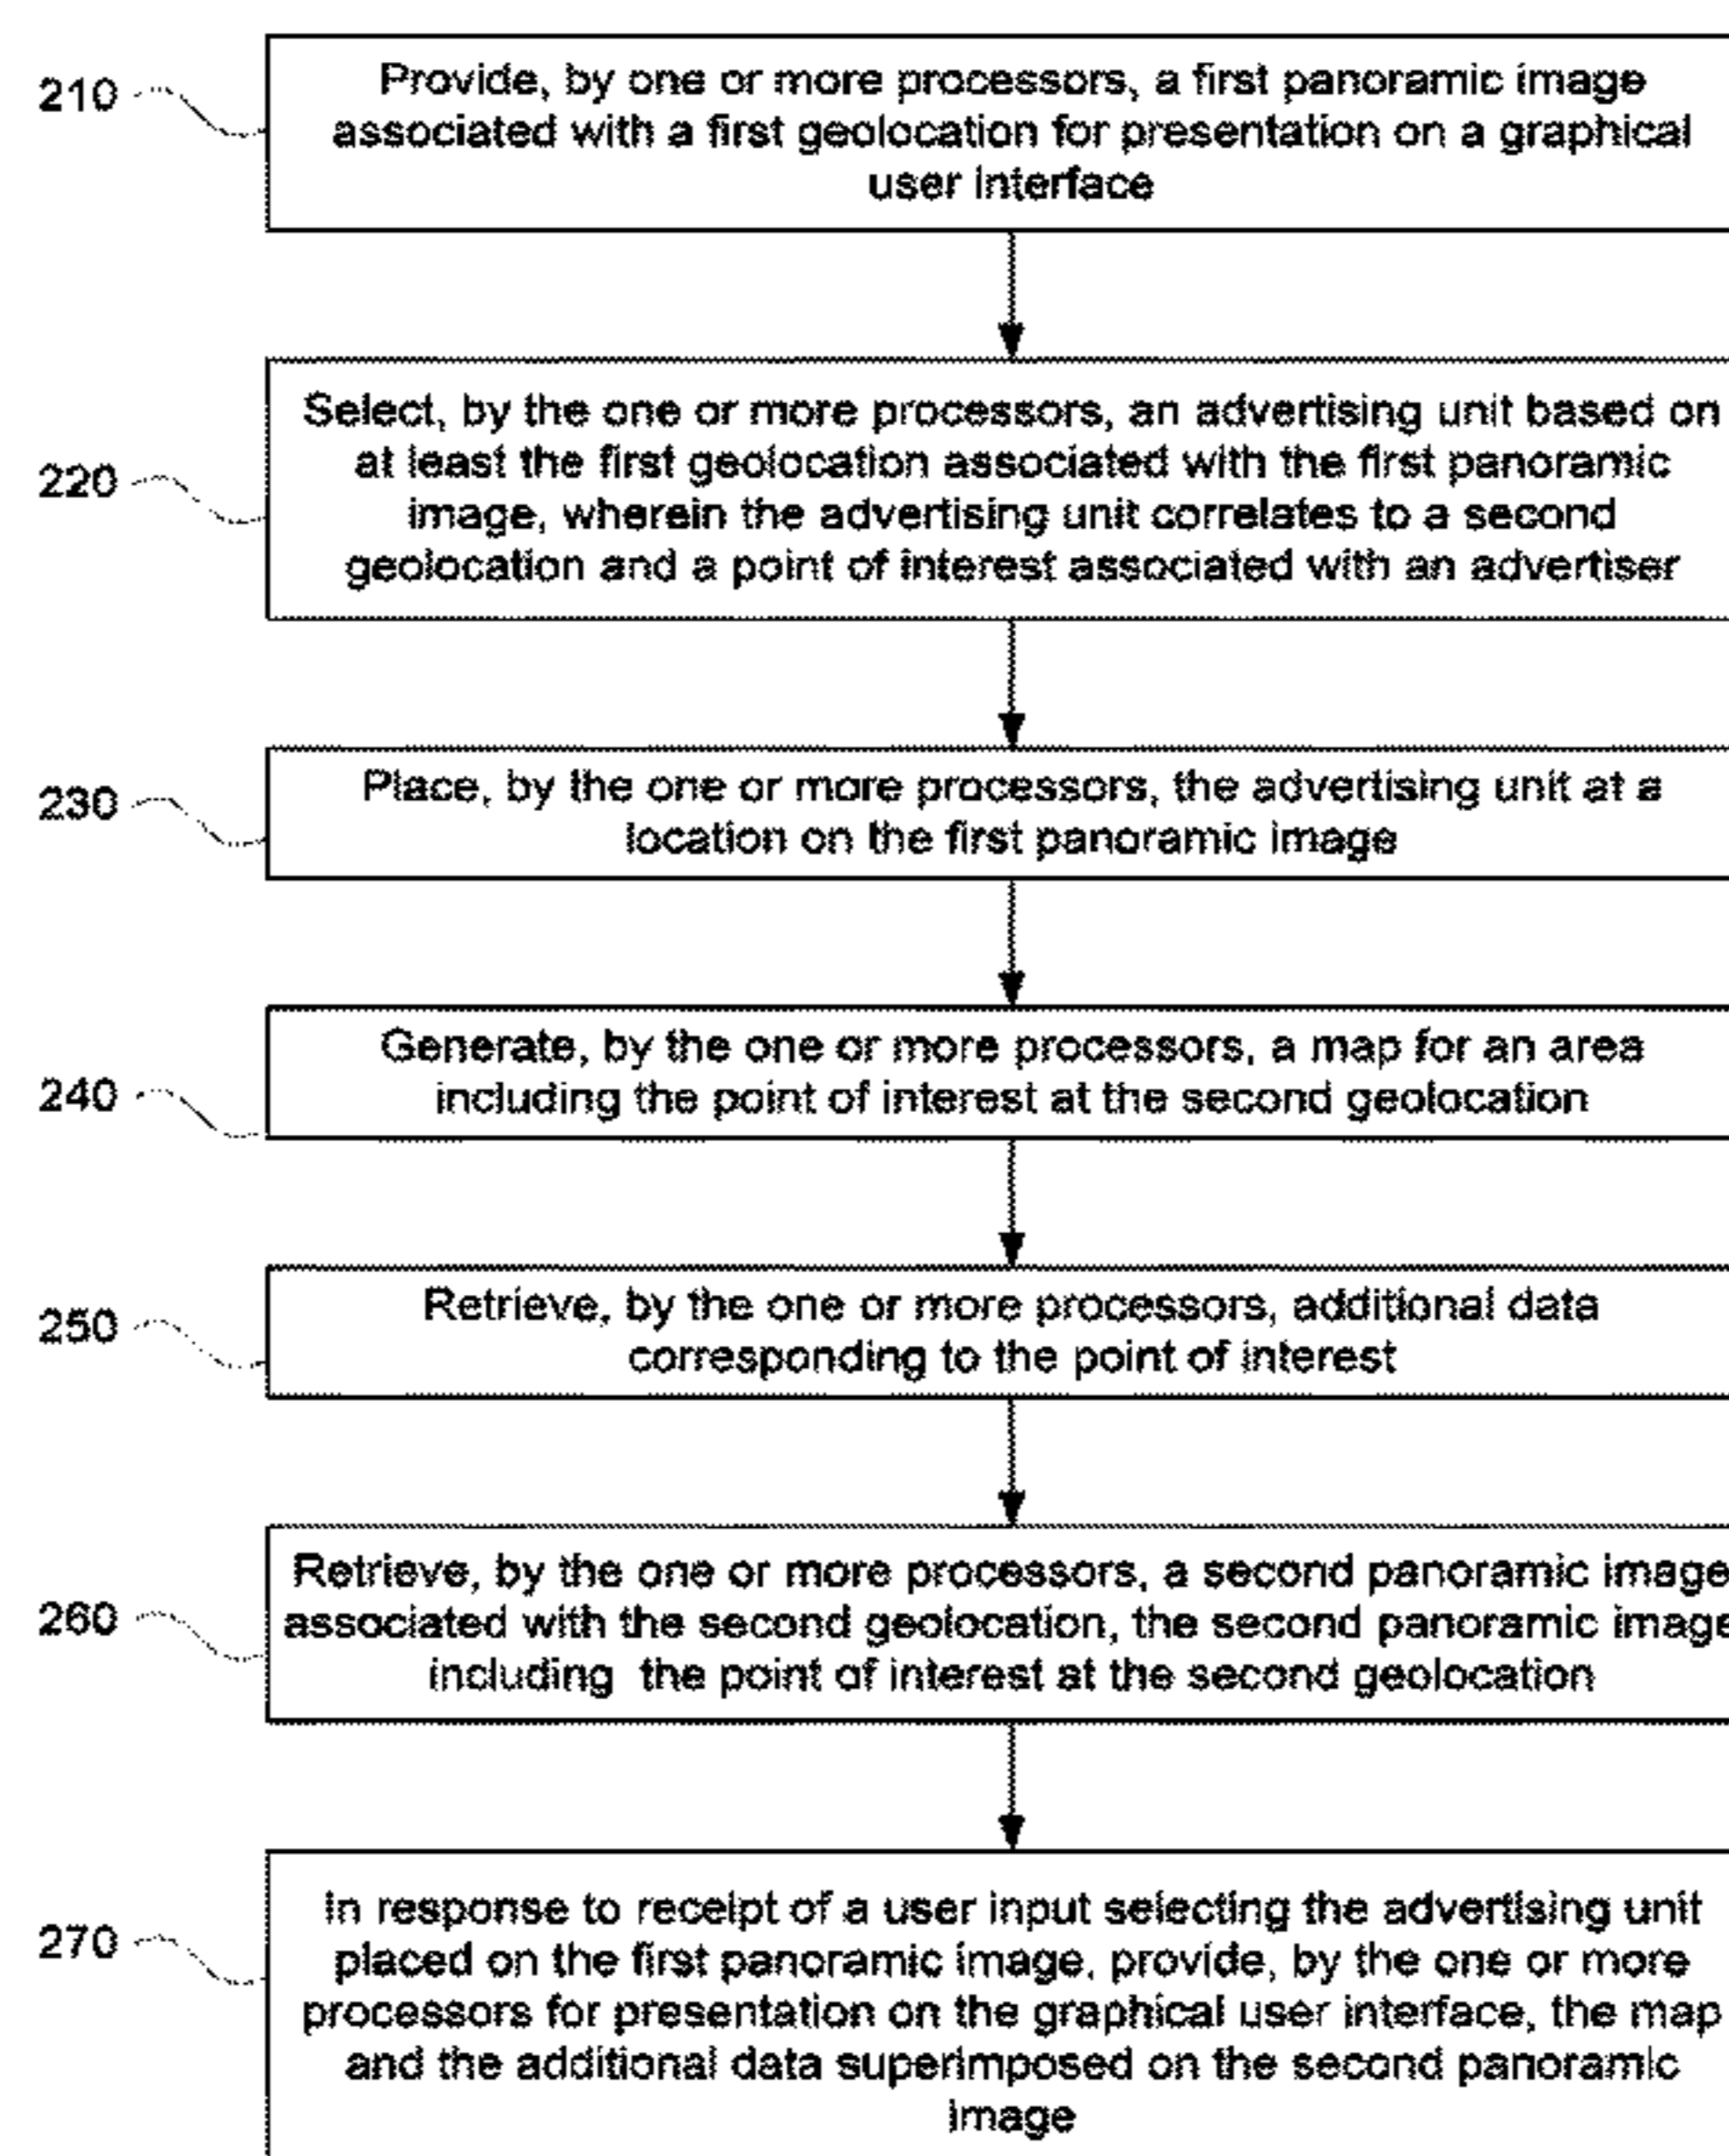 210
Provide, by one or more processors, a first panoramic image
associated with a first geolocation for presentation on a graphical
user interface
220
Select, by the one or more processors, an advertising unit based on
at least the first geolocation associated with the first panoramic
image, wherein the advertising unit correlates to a second
geolocation and a point of interest associated with an advertiser
230
Place, by the one or more processors, the advertising unit at a
location on the first panoramic image
240
Generate, by the one or more processors, a map for an area
including the point of interest at the second geolocation
250
Retrieve, by the one or more processors, additional data
corresponding to the point of interest
260
Retrieve, by the one or more processors, a second panoramic image
associated with the second geolocation, the second panoramic image
including the point of interest at the second geolocation
270
In response to receipt of a user input selecting the advertising unit
placed on the first panoramic image, provide, by the one or more
processors for presentation on the graphical user interface, the map
and the additional data superimposed on the second panoramic
image